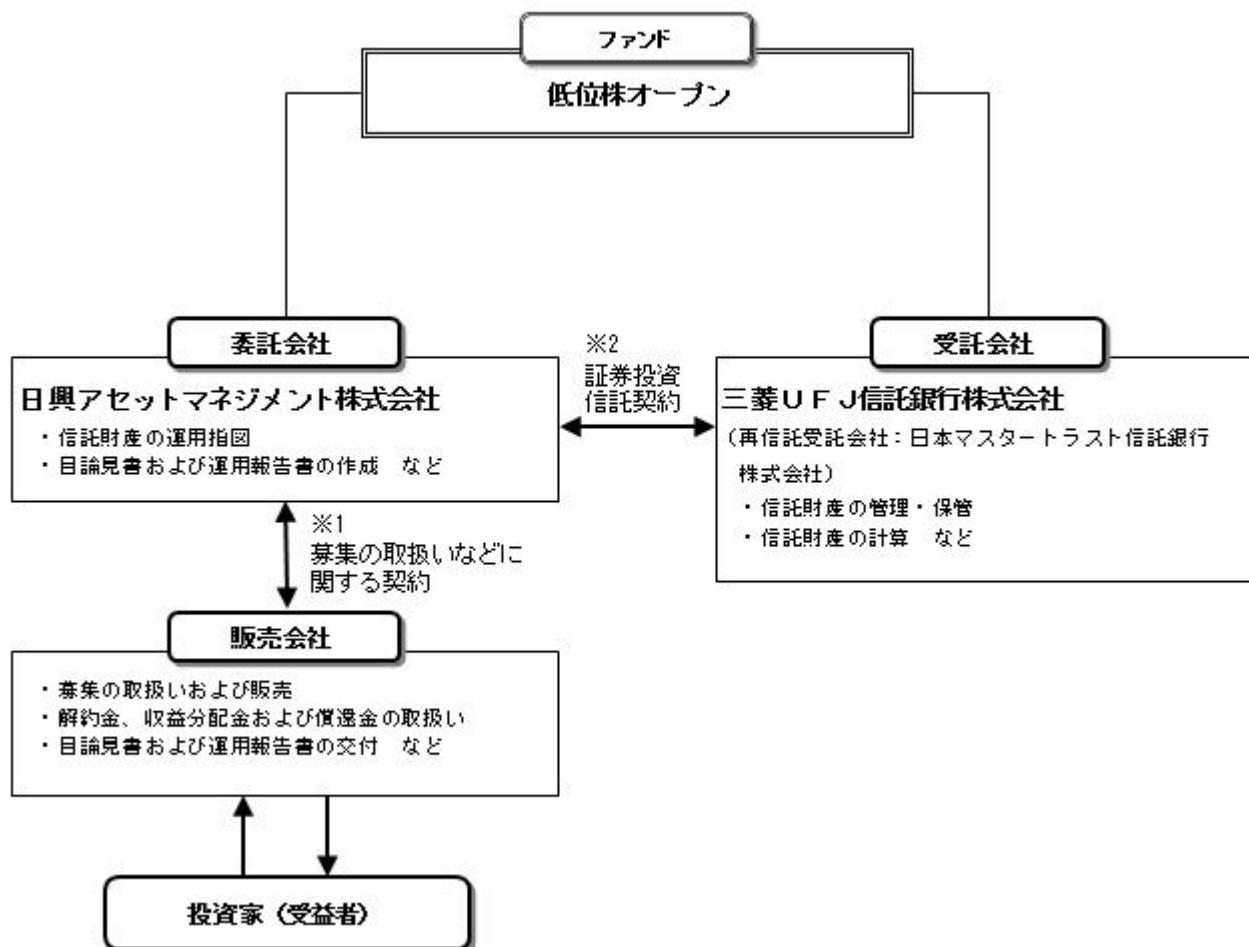 ファンド
低位株オープン
委託会社
日興アセットマネジメント株式会社
・信託財産の運用指図
・目論見書および運用報告書の作成 など
※2
証券投資
信託契約
受託会社
三菱UFJ信託銀行株式会社
(再信託受託会社:日本マスタートラスト信託銀行
株式会社)
・信託財産の管理・保管
・信託財産の計算 など
※1
募集の取扱いなどに
関する契約
販売会社
・募集の取扱いおよび販売
・解約金、収益分配金および償還金の取扱い
・目論見書および運用報告書の交付 など
投資家(受益者)